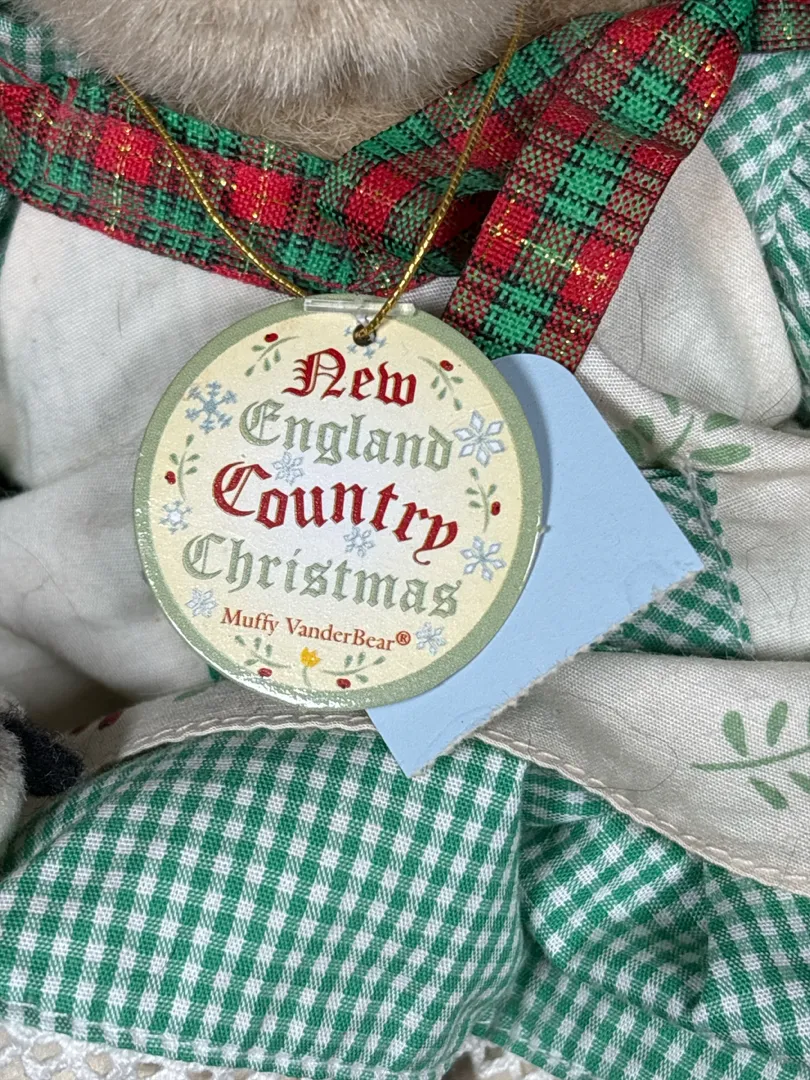 New
England
Country
Christmas
Muffy VanderBear®